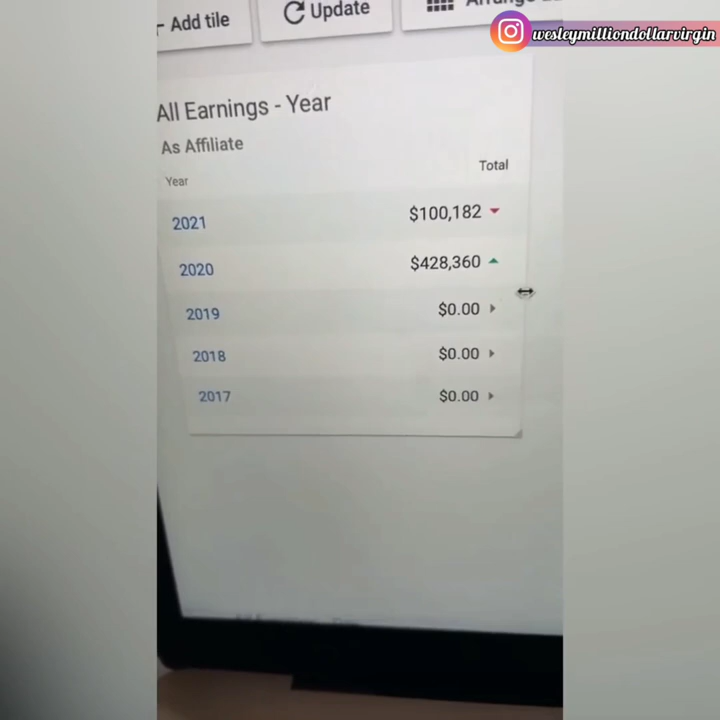 Add tile
Update
wesleymilliondollarvirgin
All Earnings - Year
As Affiliate
Year Total
2021 $100,182
2020 $428,360
2019 $0.00
2018 $0.00
2017 $0.00